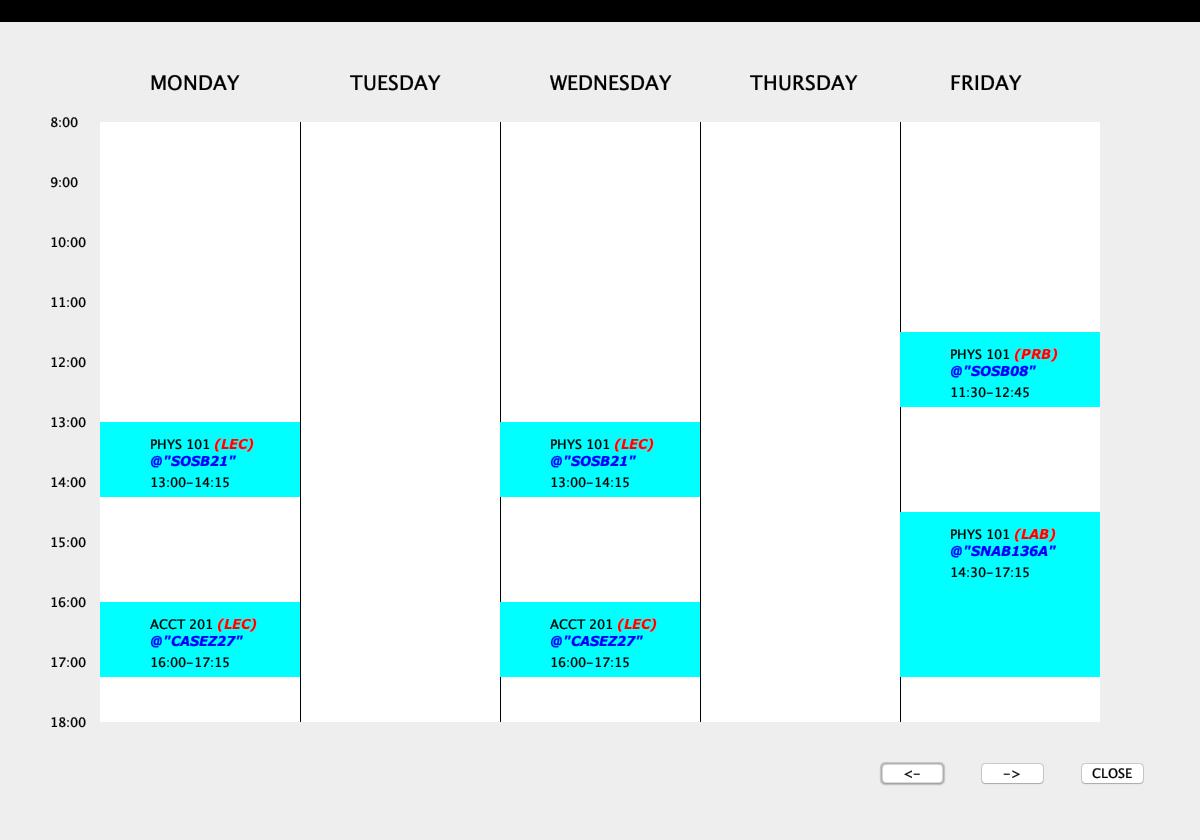 MONDAY TUESDAY WEDNESDAY THURSDAY FRIDAY
8:00
9:00
10:00
11:00
12:00
13:00
14:00
15:00
16:00
17:00
18:00
PHYS 101 (LEC)
@"SOSB21"
13:00-14:15
ACCT 201 (LEC)
@"CASEZ27"
16:00-17:15
PHYS 101 (LEC)
@"SOSB21"
13:00-14:15
ACCT 201 (LEC)
@"CASEZ27"
16:00-17:15
PHYS 101 (PRB)
@"SOSB08"
11:30-12:45
PHYS 101 (LAB)
@"SNAB136A"
14:30-17:15
<- -> CLOSE